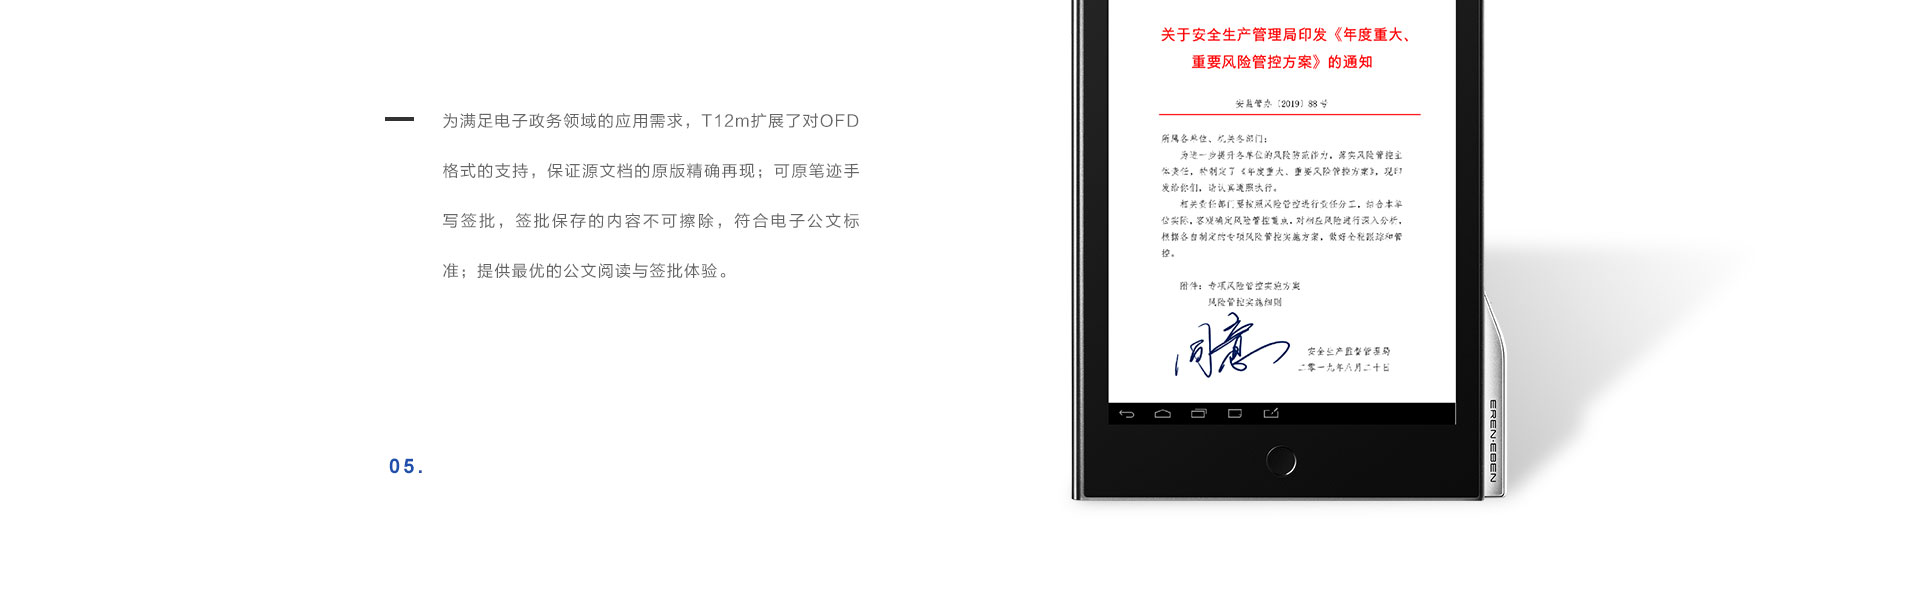 为满足电子政务领域的应用需求，T12m扩展了对OFD
格式的支持，保证源文档的原版精确再现；可原笔迹手
写签批，签批保存的内容不可擦除，符合电子公文标
准；提供最优的公文阅读与签批体验。
05.
关于安全生产管理局印发《年度重大、
重要风险管控方案》的通知
安监管办〔2019〕88号
所属各单位、机关各部门：
为进一步提升各单位的风险防范能力，落实风险管控主
体责任，特制定了《年度重大、重要风险管控方案》，现印
发给你们，请认真遵照执行。
相关责任部门要按照风险管控进行责任分工，结合本单
位实际，客观确定风险管控重点，对相应风险进行深入分析，
根据各自制定的专项风险管控实施方案，做好全程跟踪和管
控。
附件：专项风险管控实施方案
风险管控实施细则
同意
安全生产监督管理局
二零一九年八月二十日
EREN·EBEN